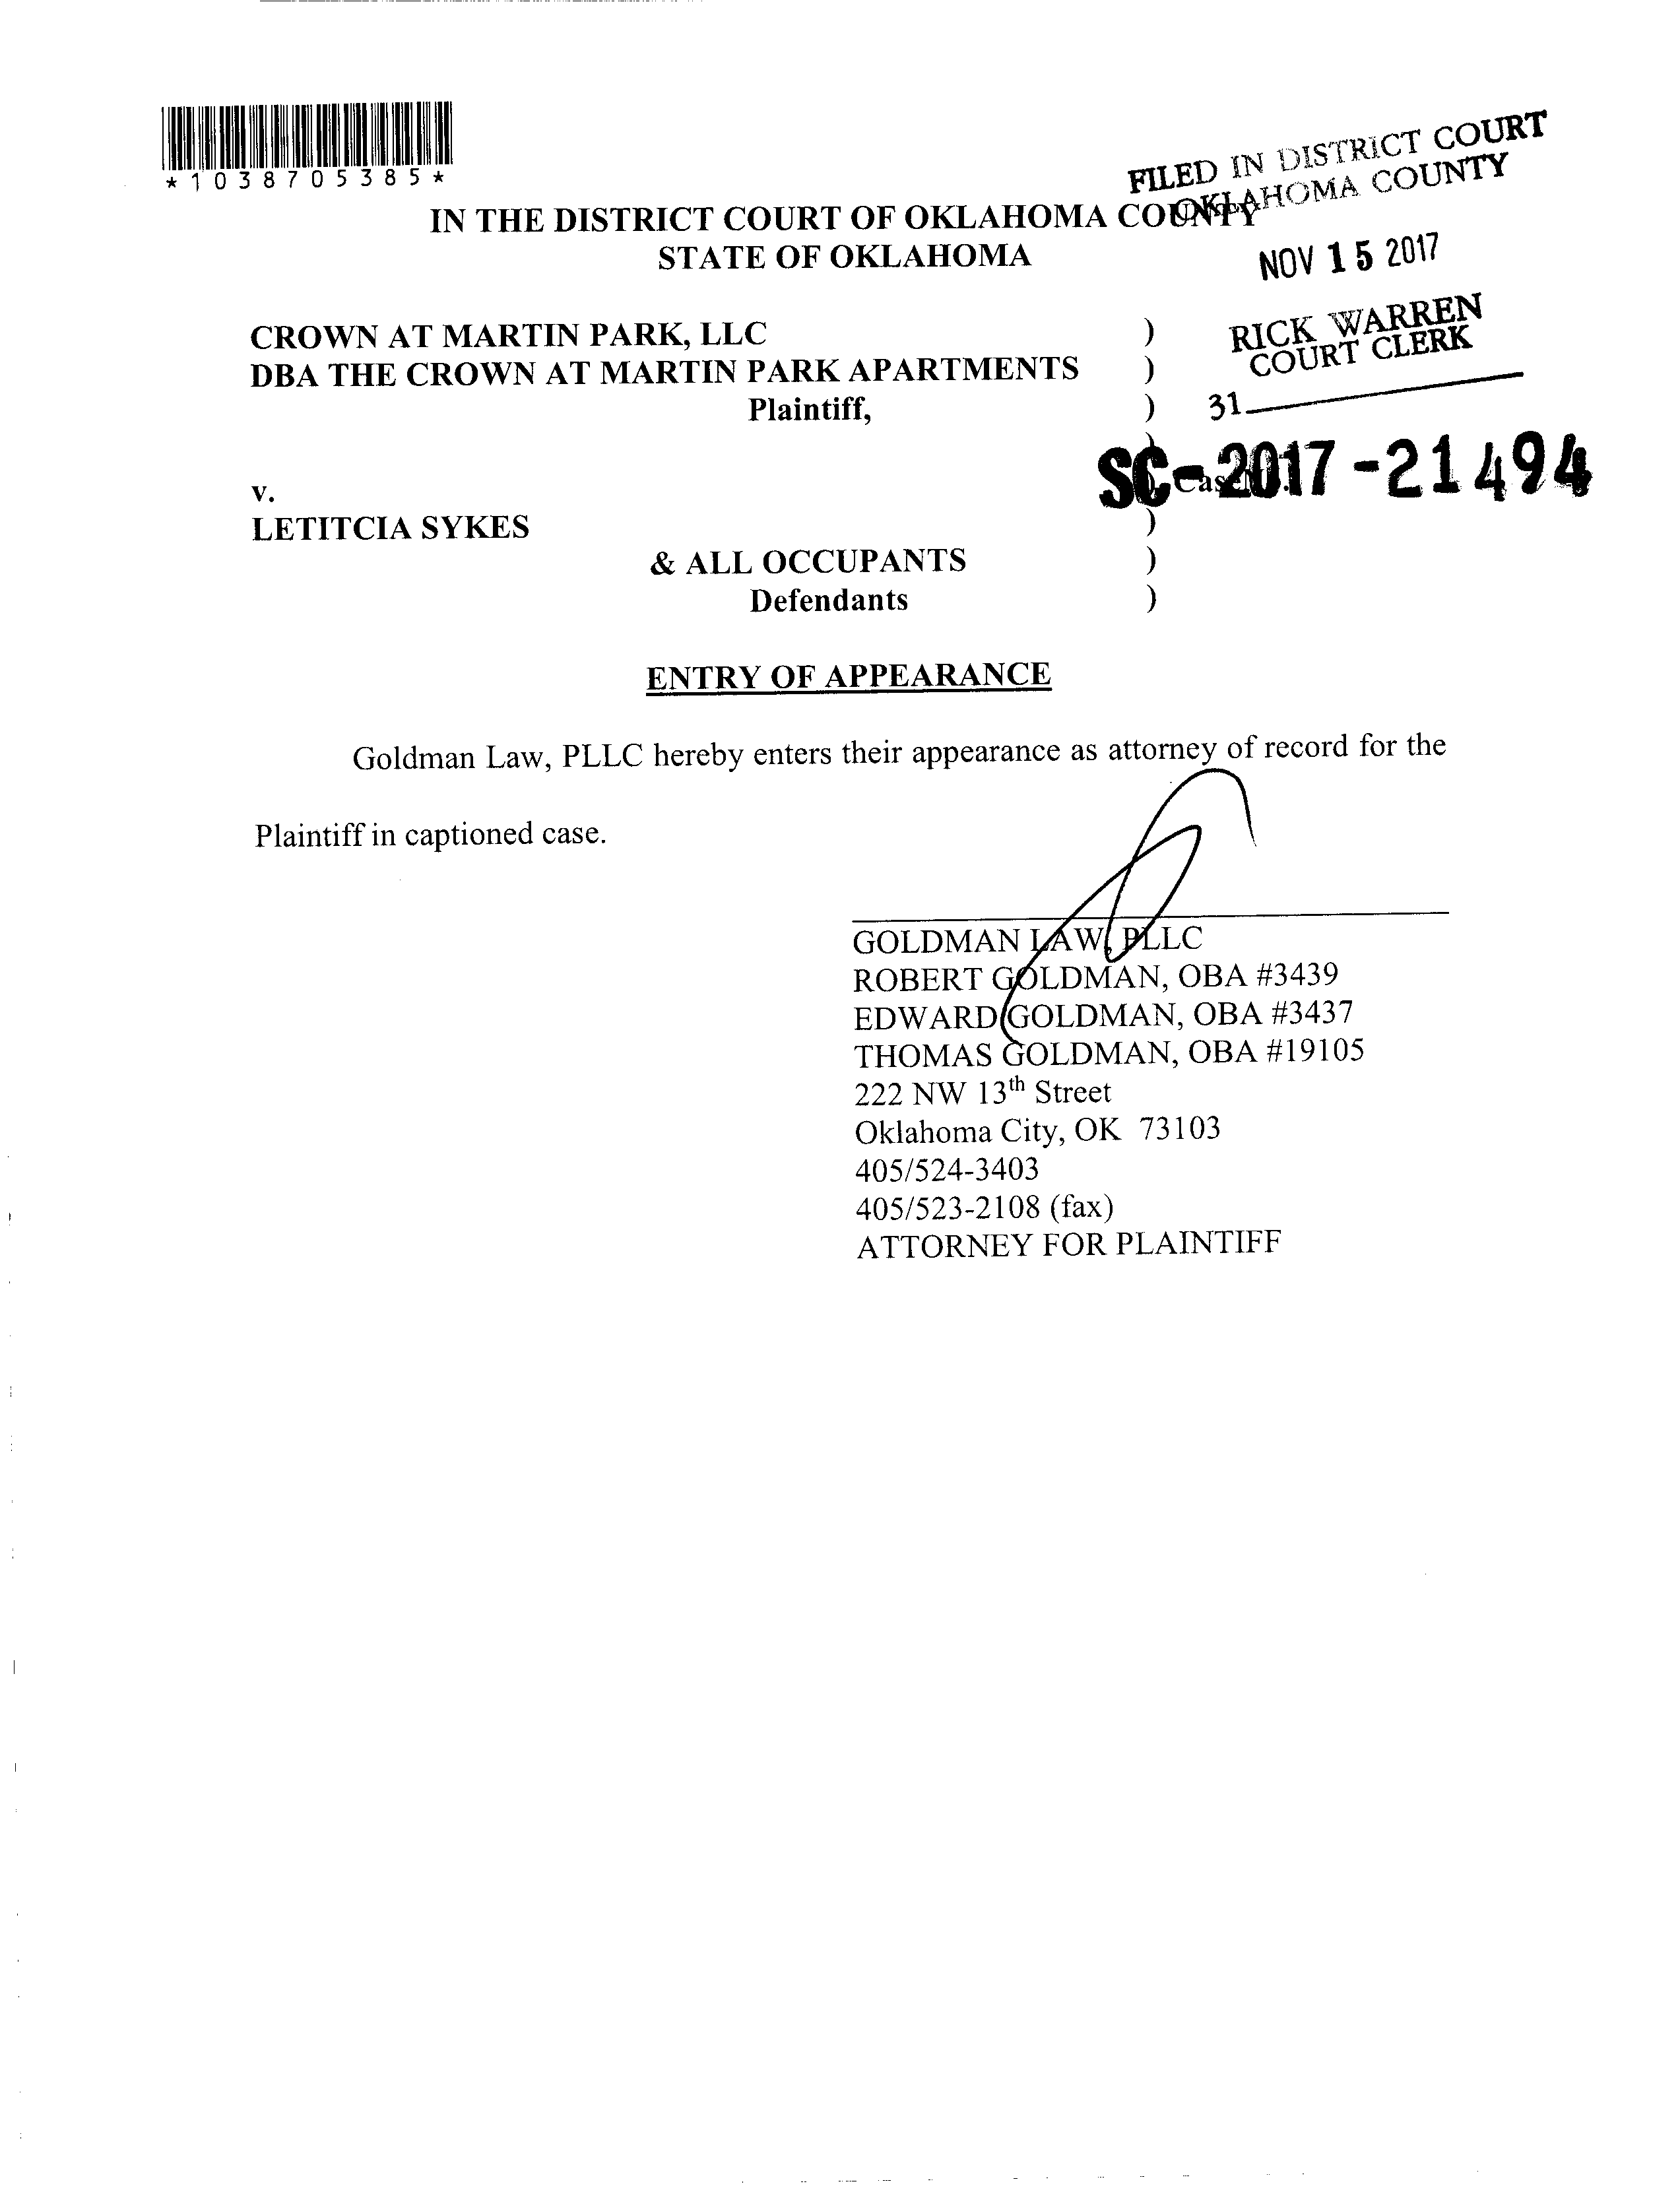 *1038705385*
FILED IN DISTRICT COURT
OKLAHOMA COUNTY
IN THE DISTRICT COURT OF OKLAHOMA COUNTY
STATE OF OKLAHOMA
NOV 15 2017
CROWN AT MARTIN PARK, LLC )
DBA THE CROWN AT MARTIN PARK APARTMENTS )
Plaintiff, )
RICK WARREN
COURT CLERK
31
)
SC-2017-21494
v. ) Case No.
LETITCIA SYKES )
& ALL OCCUPANTS )
Defendants )
ENTRY OF APPEARANCE
Goldman Law, PLLC hereby enters their appearance as attorney of record for the
Plaintiff in captioned case.
GOLDMAN LAW, PLLC
ROBERT GOLDMAN, OBA #3439
EDWARD GOLDMAN, OBA #3437
THOMAS GOLDMAN, OBA #19105
222 NW 13th Street
Oklahoma City, OK 73103
405/524-3403
405/523-2108 (fax)
ATTORNEY FOR PLAINTIFF